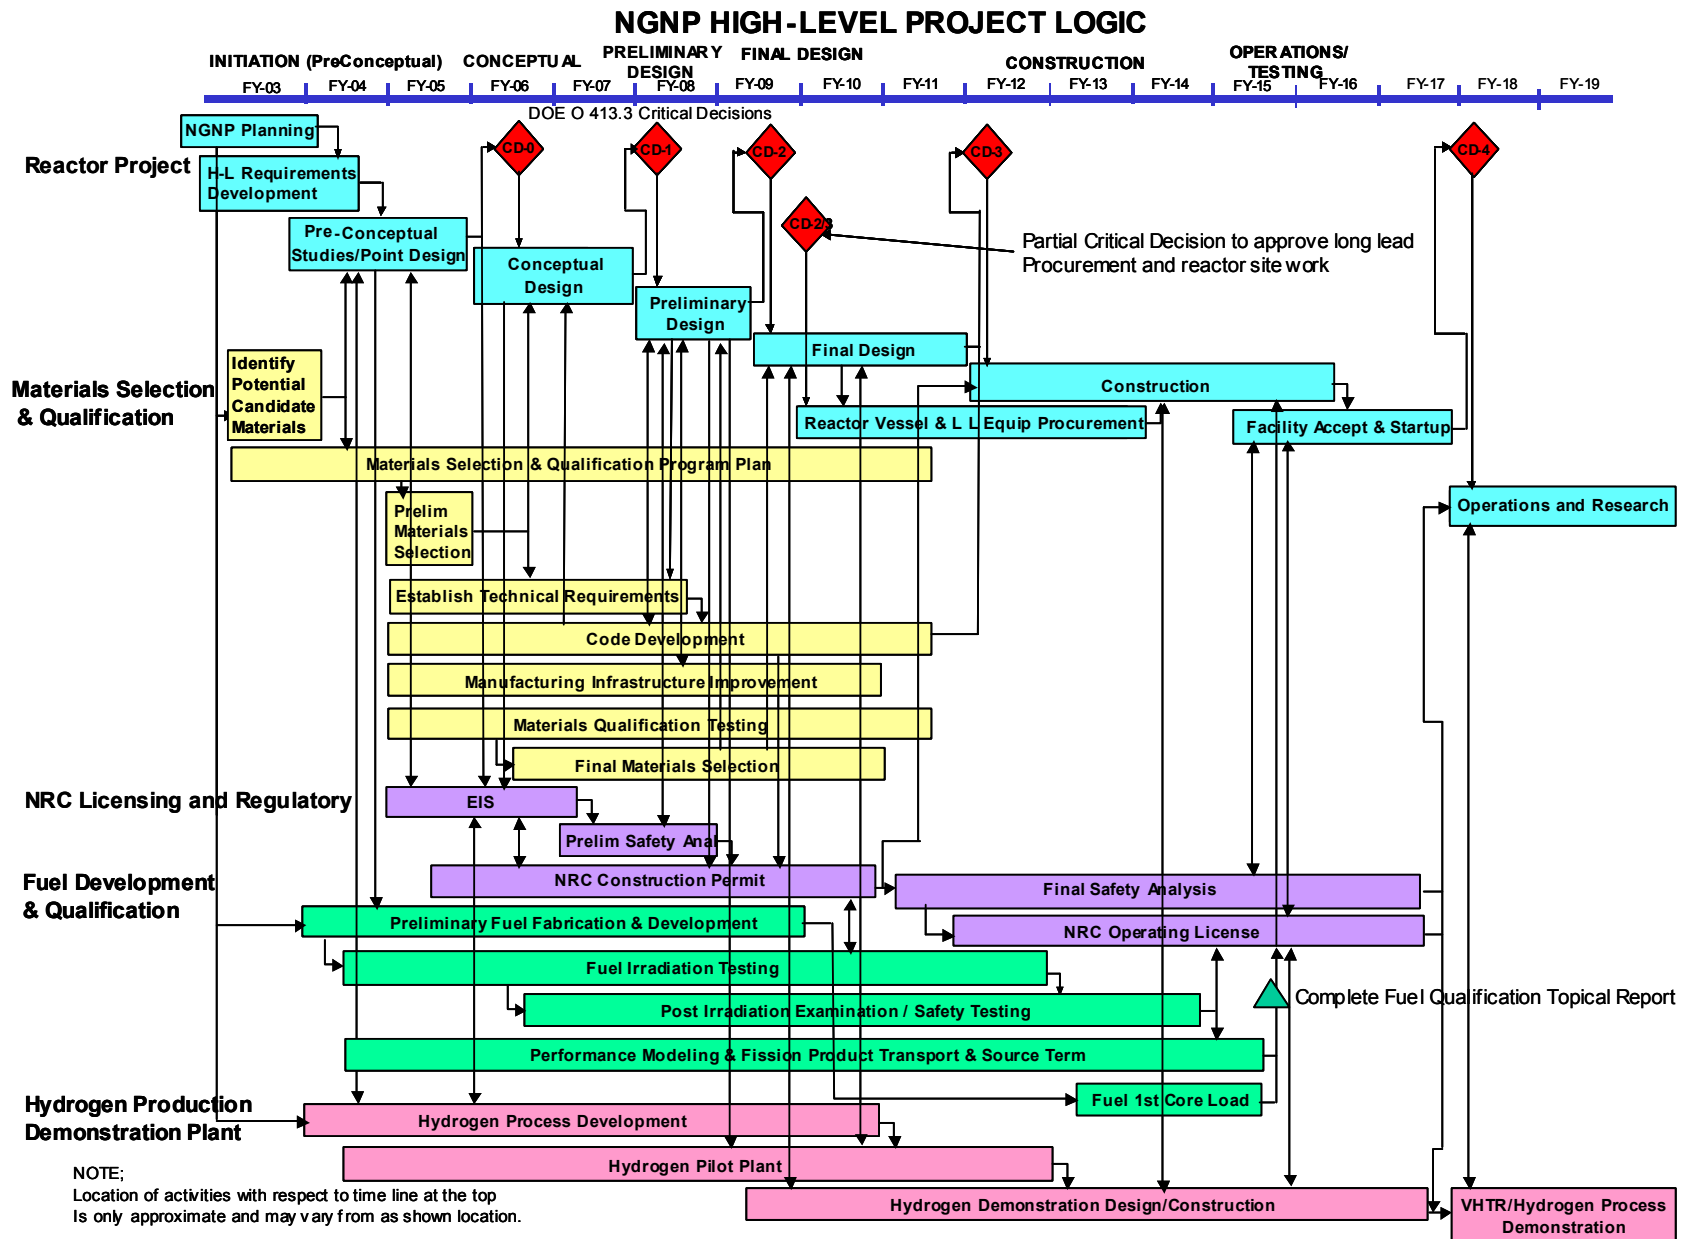 NGNP HIGH-LEVEL PROJECT LOGIC
INITIATION (PreConceptual)
CONCEPTUAL
PRELIMINARY
DESIGN
FINAL DESIGN
CONSTRUCTION
OPERATIONS/
TESTING
FY-03
FY-04
FY-05
FY-06
FY-07
FY-08
FY-09
FY-10
FY-11
FY-12
FY-13
FY-14
FY-15
FY-16
FY-17
FY-18
FY-19
DOE O 413.3 Critical Decisions
NGNP Planning
CD-0
CD-1
CD-2
CD-3
CD-4
Reactor Project
H-L Requirements
Development
CD-2/3
Pre-Conceptual
Studies/Point Design
Partial Critical Decision to approve long lead
Procurement and reactor site work
Conceptual
Design
Preliminary
Design
Final Design
Identify
Potential
Candidate
Materials
Materials Selection
& Qualification
Construction
Reactor Vessel & L L Equip Procurement
Facility Accept & Startup
Materials Selection & Qualification Program Plan
Prelim
Materials
Selection
Operations and Research
Establish Technical Requirements
Code Development
Manufacturing Infrastructure Improvement
Materials Qualification Testing
Final Materials Selection
NRC Licensing and Regulatory
EIS
Prelim Safety Anal
NRC Construction Permit
Final Safety Analysis
Fuel Development
& Qualification
Preliminary Fuel Fabrication & Development
NRC Operating License
Fuel Irradiation Testing
Post Irradiation Examination / Safety Testing
Complete Fuel Qualification Topical Report
Performance Modeling & Fission Product Transport & Source Term
Fuel 1st Core Load
Hydrogen Production
Demonstration Plant
Hydrogen Process Development
Hydrogen Pilot Plant
Hydrogen Demonstration Design/Construction
VHTR/Hydrogen Process
Demonstration
NOTE;
Location of activities with respect to time line at the top
Is only approximate and may vary from as shown location.